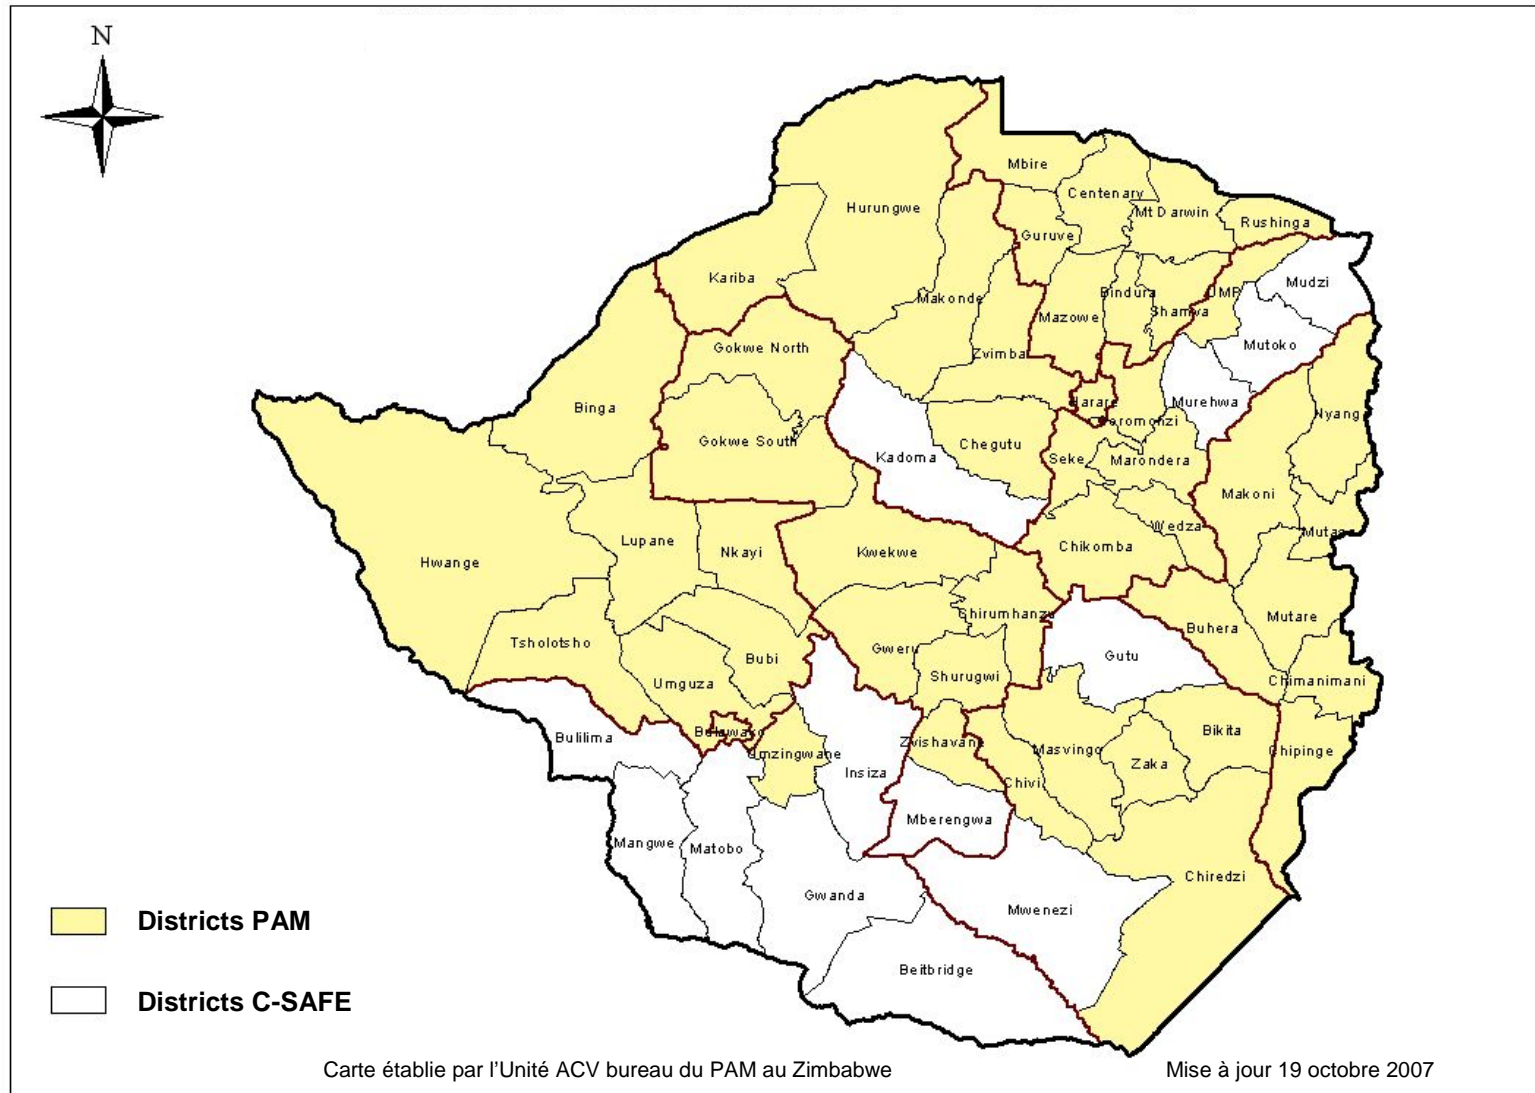 N
Mbire
Centenary
Hurungwe
Mt Darwin
Rushinga
Guruve
Kariba
Mudzi
UMP
Makonde
Bindura
Mazowe
Shamva
Gokwe North
Zvimba
Mutoko
Binga
Harare
Murehwa
Nyang
Goromonzi
Gokwe South
Chegutu
Kadoma
Seke
Marondera
Makoni
Wedza
Mutas
Lupane
Nkayi
Kwekwe
Chikomba
Hwange
Chirumhanzu
Mutare
Buhera
Tsholotsho
Gweru
Gutu
Bubi
Shurugwi
Umguza
Chimanimani
Bulawako
Bulilima
Umzingwane
Zvishavane
Masvingo
Bikita
Chipinge
Zaka
Insiza
Chivi
Mberengwa
Mangwe
Matobo
Chiredzi
Gwanda
Mwenezi
Beitbridge
Districts PAM
Districts C-SAFE
Carte établie par l'Unité ACV bureau du PAM au Zimbabwe
Mise à jour 19 octobre 2007